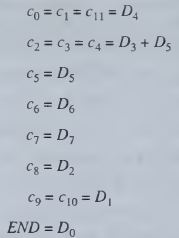 c₀ = c₁ = c₁₁ = D₄
c₂ = c₃ = c₄ = D₃ + D₅
c₅ = D₅
c₆ = D₆
c₇ = D₇
c₈ = D₂
c₉ = c₁₀ = D₁
END = D₀